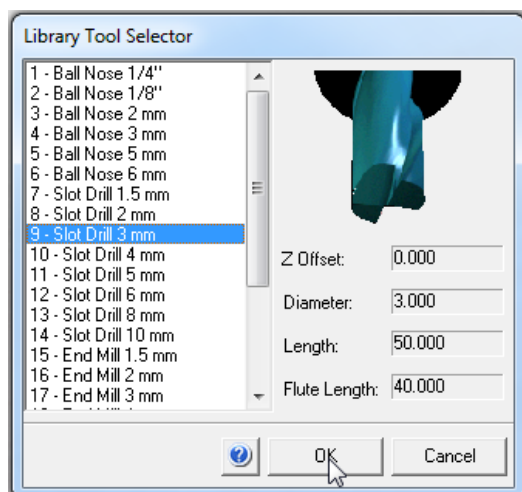 Library Tool Selector
1 - Ball Nose 1/4"
2 - Ball Nose 1/8"
3 - Ball Nose 2 mm
4 - Ball Nose 3 mm
5 - Ball Nose 5 mm
6 - Ball Nose 6 mm
7 - Slot Drill 1.5 mm
8 - Slot Drill 2 mm
9 - Slot Drill 3 mm
10 - Slot Drill 4 mm
11 - Slot Drill 5 mm
12 - Slot Drill 6 mm
13 - Slot Drill 8 mm
14 - Slot Drill 10 mm
15 - End Mill 1.5 mm
16 - End Mill 2 mm
17 - End Mill 3 mm
Z Offset: 0.000
Diameter: 3.000
Length: 50.000
Flute Length: 40.000
? OK Cancel